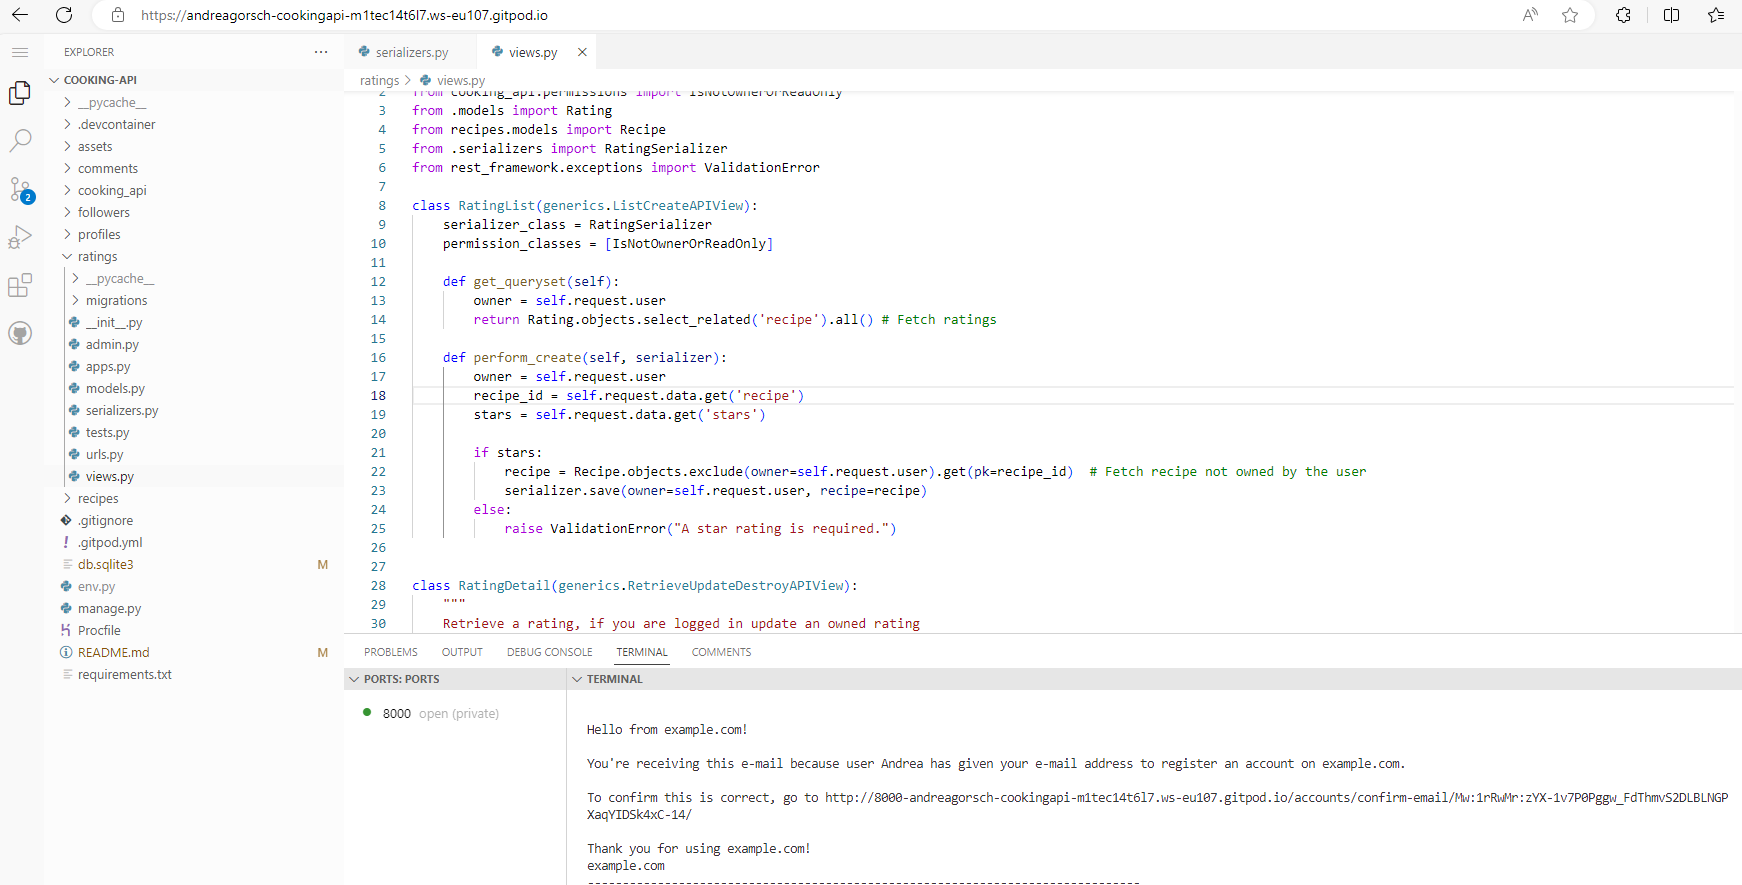 https://andreagorsch-cookingapi-m1tec14t6l7.ws-eu107.gitpod.io
EXPLORER
COOKING-API
__pycache__
.devcontainer
assets
comments
cooking_api
followers
profiles
ratings
__pycache__
migrations
__init__.py
admin.py
apps.py
models.py
serializers.py
tests.py
urls.py
views.py
recipes
.gitignore
.gitpod.yml
db.sqlite3 M
env.py
manage.py
Procfile
README.md M
requirements.txt
2
serializers.py
views.py
ratings > views.py
2 from cooking_api.permissions import IsNotOwnerOrReadOnly
3 from .models import Rating
4 from recipes.models import Recipe
5 from .serializers import RatingSerializer
6 from rest_framework.exceptions import ValidationError
7
8 class RatingList(generics.ListCreateAPIView):
9 serializer_class = RatingSerializer
10 permission_classes = [IsNotOwnerOrReadOnly]
11
12 def get_queryset(self):
13 owner = self.request.user
14 return Rating.objects.select_related('recipe').all() # Fetch ratings
15
16 def perform_create(self, serializer):
17 owner = self.request.user
18 recipe_id = self.request.data.get('recipe')
19 stars = self.request.data.get('stars')
20
21 if stars:
22 recipe = Recipe.objects.exclude(owner=self.request.user).get(pk=recipe_id)  # Fetch recipe not owned by the user
23 serializer.save(owner=self.request.user, recipe=recipe)
24 else:
25 raise ValidationError("A star rating is required.")
26
27
28 class RatingDetail(generics.RetrieveUpdateDestroyAPIView):
29 """
30 Retrieve a rating, if you are logged in update an owned rating
PROBLEMS OUTPUT DEBUG CONSOLE TERMINAL COMMENTS
PORTS: PORTS
8000 open (private)
TERMINAL
Hello from example.com!
You're receiving this e-mail because user Andrea has given your e-mail address to register an account on example.com.
To confirm this is correct, go to http://8000-andreagorsch-cookingapi-m1tec14t6l7.ws-eu107.gitpod.io/accounts/confirm-email/Mw:1rRwMr:zYX-1v7P0Pggw_FdThmvS2DLBLNGP
XaqYIDSk4xC-14/
Thank you for using example.com!
example.com
--------------------------------------------------------------------------------